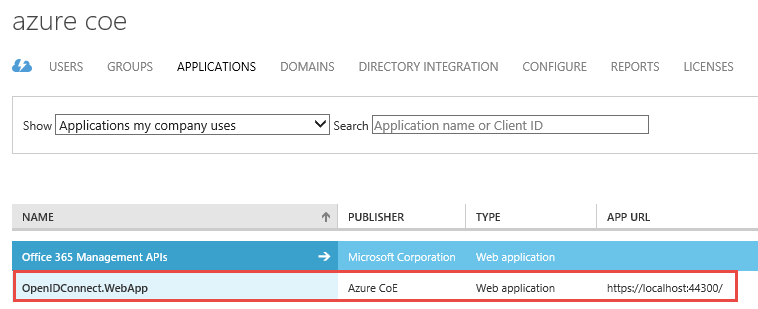 azure coe
USERS GROUPS APPLICATIONS DOMAINS DIRECTORY INTEGRATION CONFIGURE REPORTS LICENSES
Show Applications my company uses Search Application name or Client ID
NAME PUBLISHER TYPE APP URL
Office 365 Management APIs Microsoft Corporation Web application
OpenIDConnect.WebApp Azure CoE Web application https://localhost:44300/